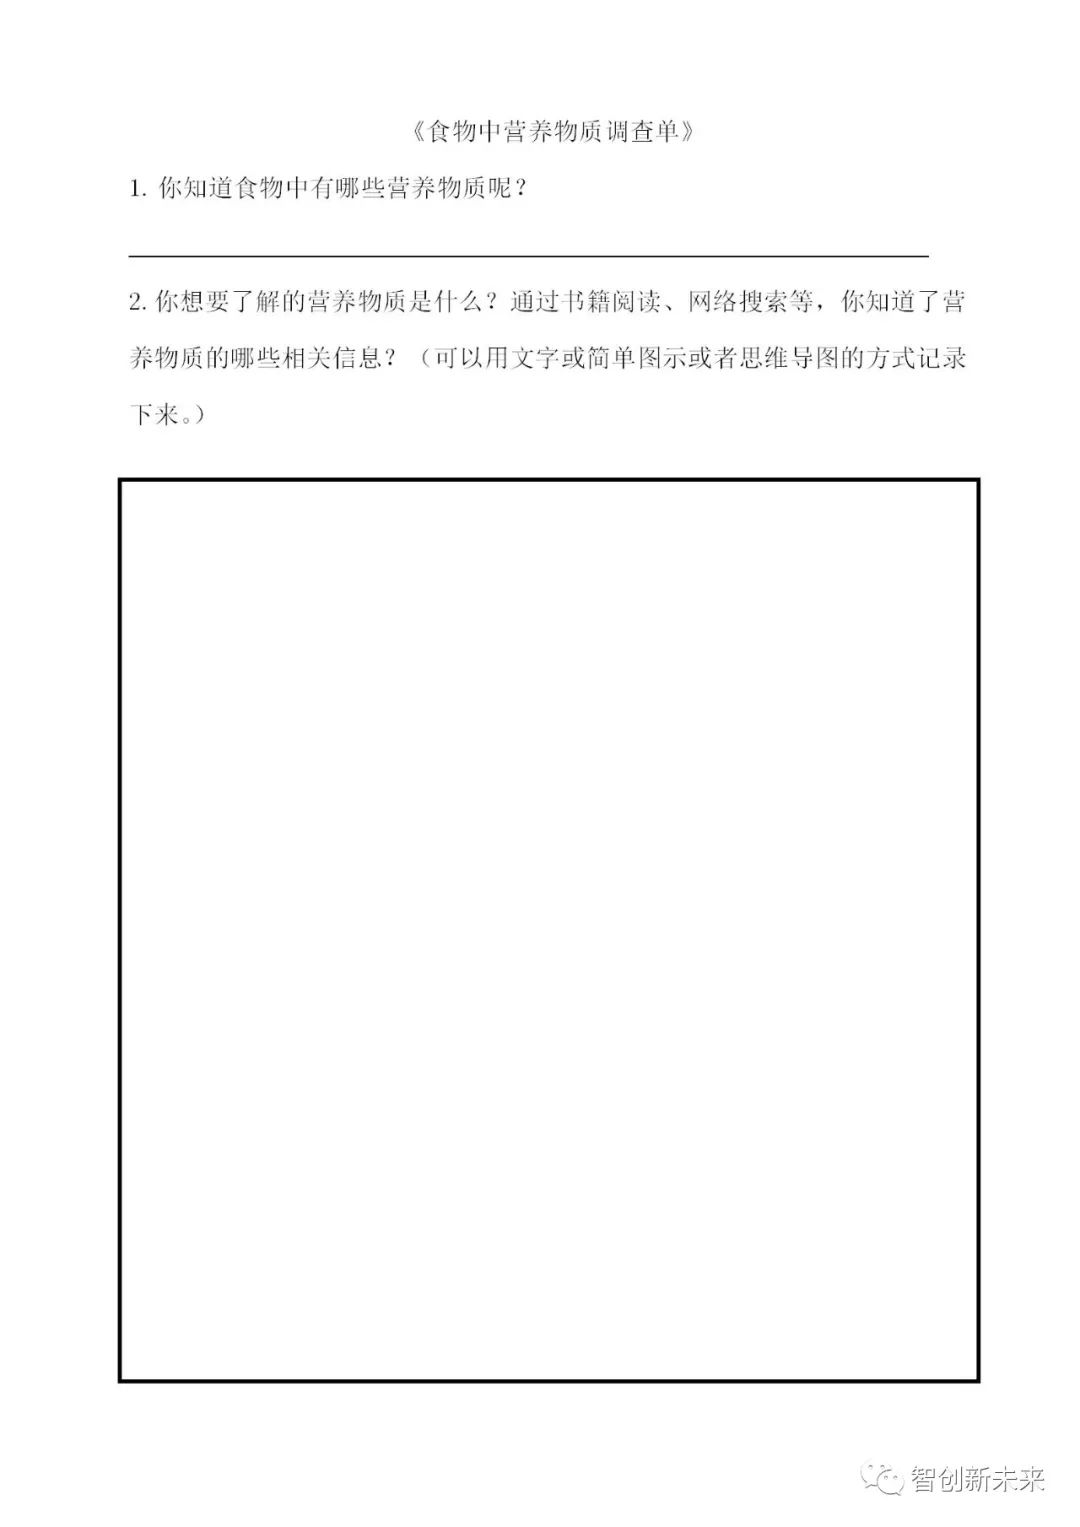 《食物中营养物质调查单》
1. 你知道食物中有哪些营养物质呢？
2. 你想要了解的营养物质是什么？通过书籍阅读、网络搜索等，你知道了营
养物质的哪些相关信息？（可以用文字或简单图示或者思维导图的方式记录
下来。）
智创新未来